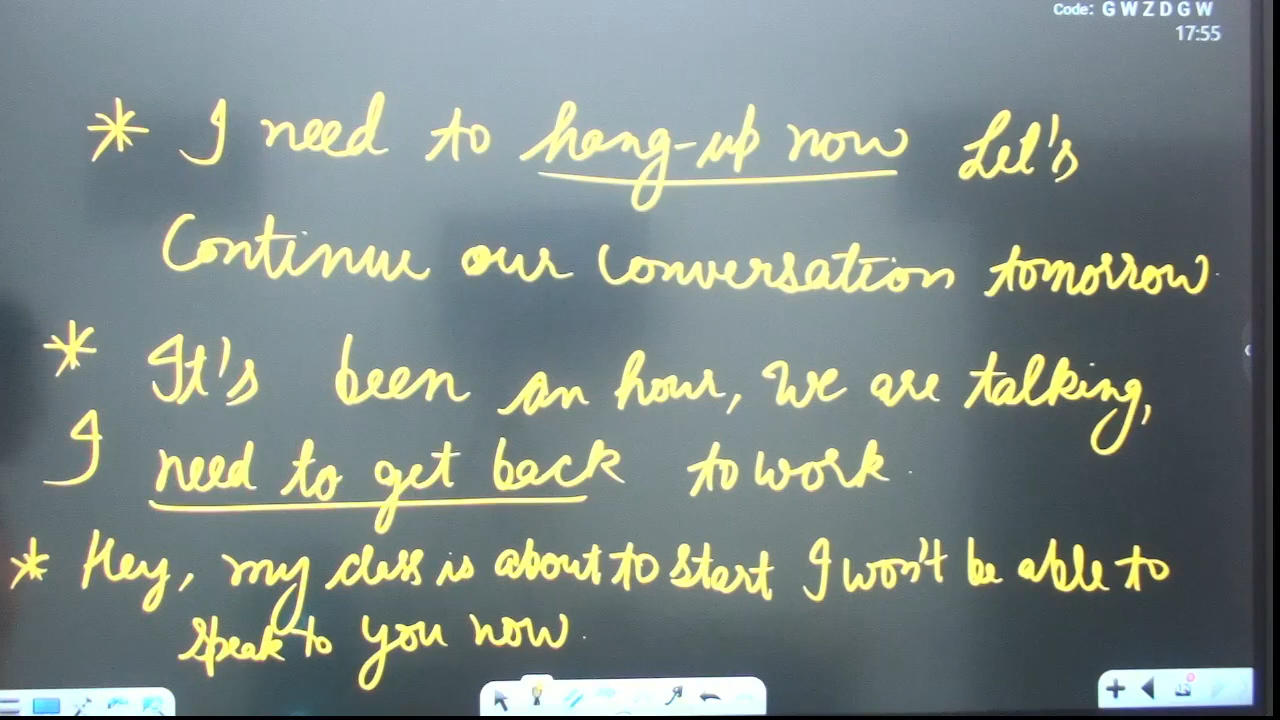 Code: GWZDGW
17:55
* I need to hang-up now Let's
Continue our conversation tomorrow.
* It's been an hour, we are talking,
I need to get back to work.
* Hey, my class is about to start I won't be able to
speak to you now.